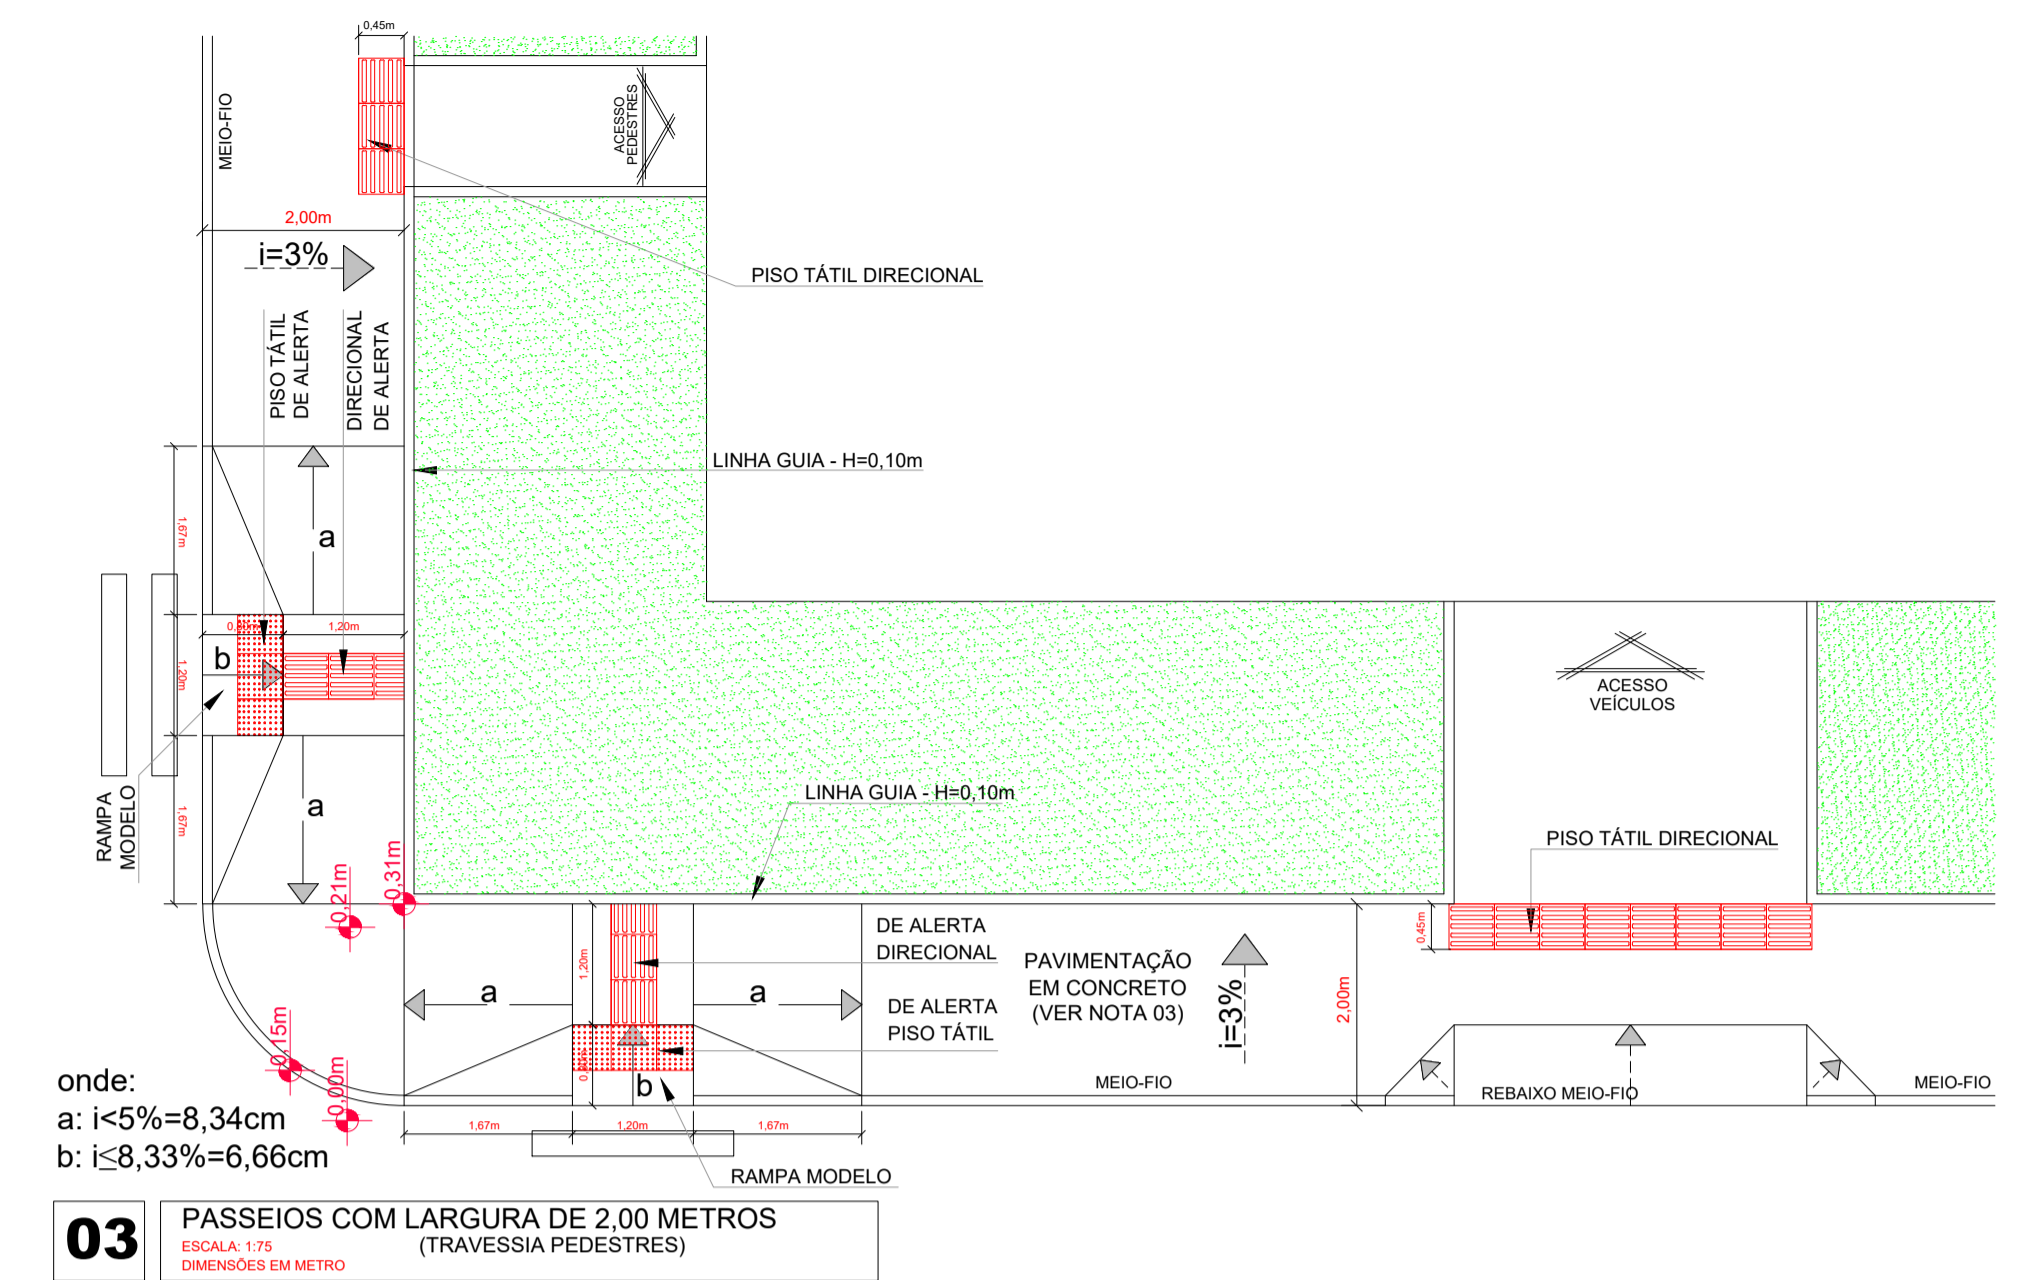 0,45m
MEIO-FIO
ACESSO
PEDESTRES
2,00m
i=3%
PISO TÁTIL DIRECIONAL
PISO TÁTIL
DE ALERTA
DIRECIONAL
DE ALERTA
LINHA GUIA - H=0,10m
1,67m
a
0,80m
1,20m
b
1,20m
ACESSO
VEÍCULOS
RAMPA
MODELO
1,67m
a
LINHA GUIA - H=0,10m
PISO TÁTIL DIRECIONAL
0,31m
0,21m
0,15m
0,00m
DE ALERTA
DIRECIONAL
1,20m
a
a
DE ALERTA
PISO TÁTIL
PAVIMENTAÇÃO
EM CONCRETO
(VER NOTA 03)
i=3%
0,45m
2,00m
0,80m
b
MEIO-FIO
REBAIXO MEIO-FIO
MEIO-FIO
1,67m
1,20m
1,67m
RAMPA MODELO
onde:
a: i<5%=8,34cm
b: i≤8,33%=6,66cm
03
PASSEIOS COM LARGURA DE 2,00 METROS
(TRAVESSIA PEDESTRES)
ESCALA: 1:75
DIMENSÕES EM METRO